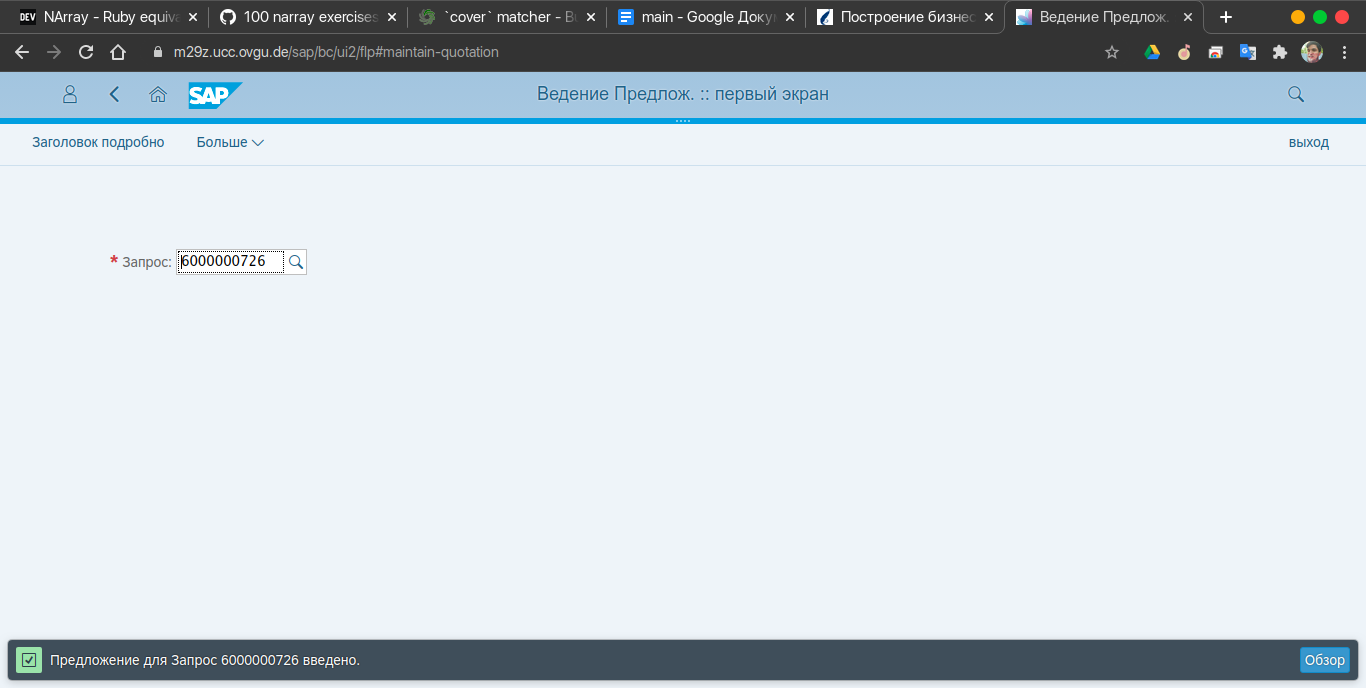 DEV NArray - Ruby equiva
100 narray exercises
`cover` matcher - Bu
main - Google Доку
Построение бизнес
Ведение Предлож.
m29z.ucc.ovgu.de/sap/bc/ui2/flp#maintain-quotation
SAP
Ведение Предлож. :: первый экран
Заголовок подробно
Больше
выход
* Запрос: 6000000726
Предложение для Запрос 6000000726 введено.
Обзор